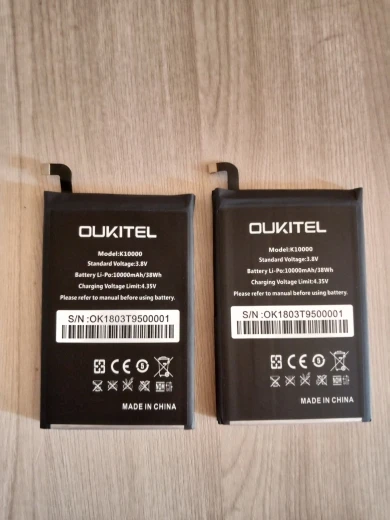 OUKITEL
Model:K10000
Standard Voltage:3.8V
Battery Li-Po:10000mAh/38Wh
Charging Voltage Limit:4.35V
Please refer to manual before using battery.
S/N :OK1803T9500001
MADE IN CHINA
OUKITEL
Model:K10000
Standard Voltage:3.8V
Battery Li-Po:10000mAh/38Wh
Charging Voltage Limit:4.35V
Please refer to manual before using battery.
S/N :OK1803T9500001
MADE IN CHINA